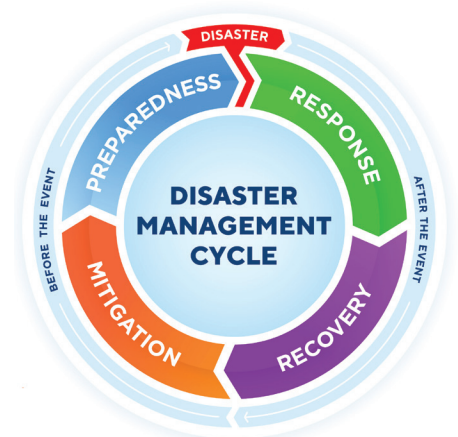 DISASTER
PREPAREDNESS
RESPONSE
BEFORE THE EVENT
DISASTER
MANAGEMENT
CYCLE
AFTER THE EVENT
MITIGATION
RECOVERY